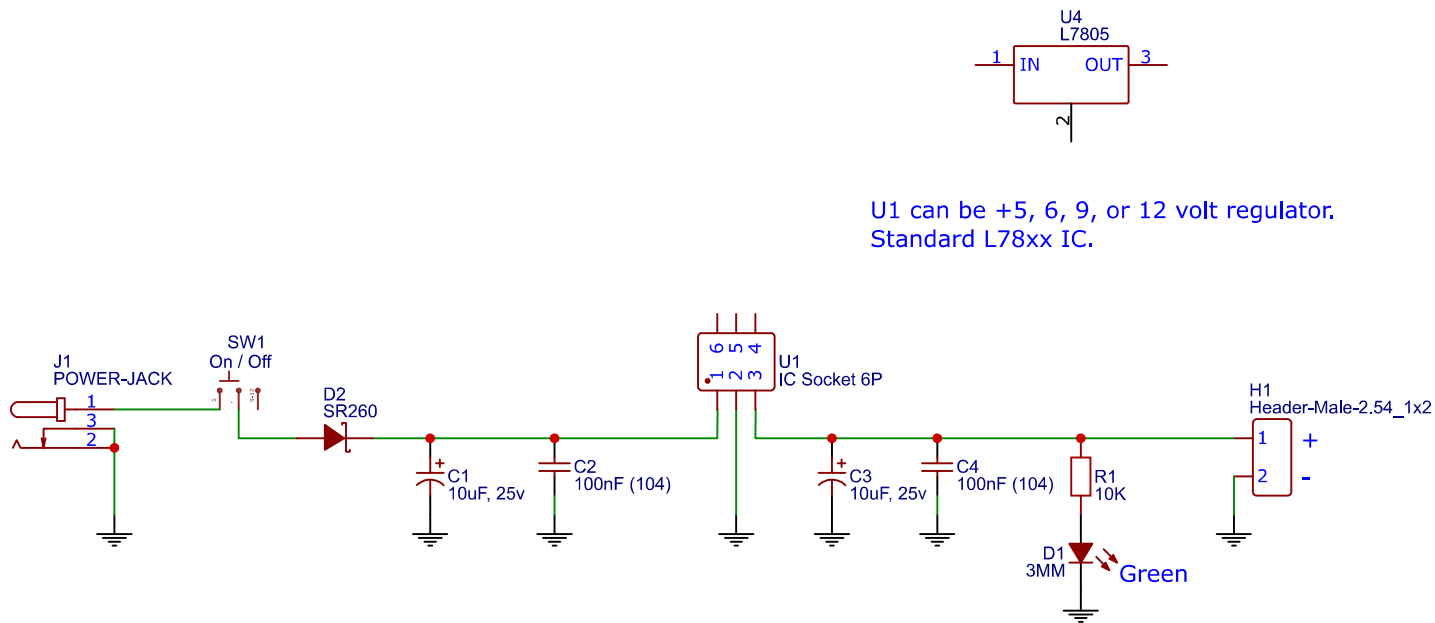 U4
L7805
1
IN
OUT
3
2
U1 can be +5, 6, 9, or 12 volt regulator.
Standard L78xx IC.
J1
POWER-JACK
1
3
2
SW1
On / Off
D2
SR260
C1
10uF, 25v
C2
100nF (104)
6 5 4
1 2 3
U1
IC Socket 6P
C3
10uF, 25v
C4
100nF (104)
R1
10K
D1
3MM
Green
H1
Header-Male-2.54_1x2
1 +
2 -